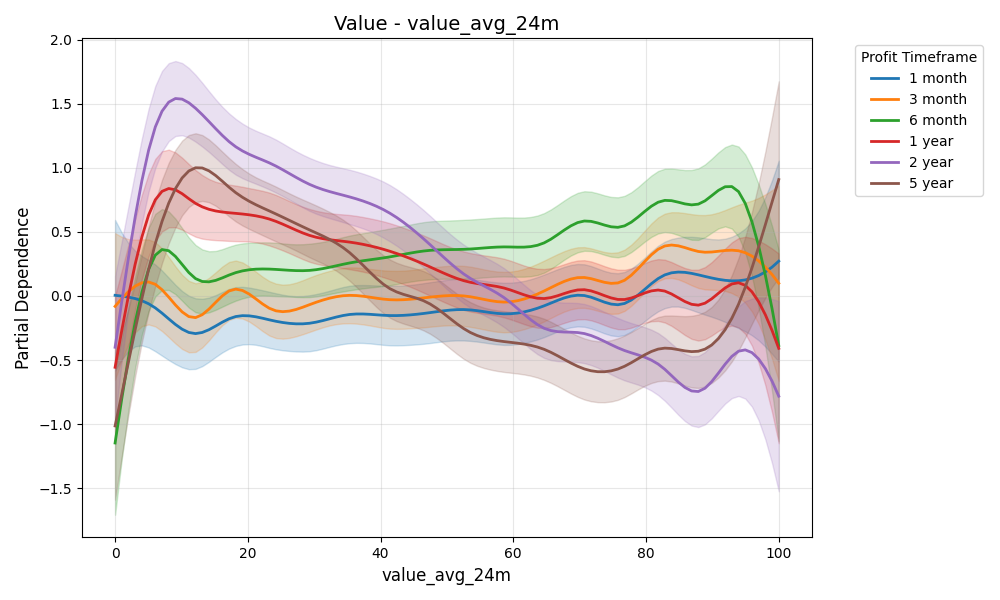 Value - value_avg_24m
Partial Dependence
2.0
1.5
1.0
0.5
0.0
−0.5
−1.0
−1.5
0
20
40
60
80
100
value_avg_24m
Profit Timeframe
1 month
3 month
6 month
1 year
2 year
5 year